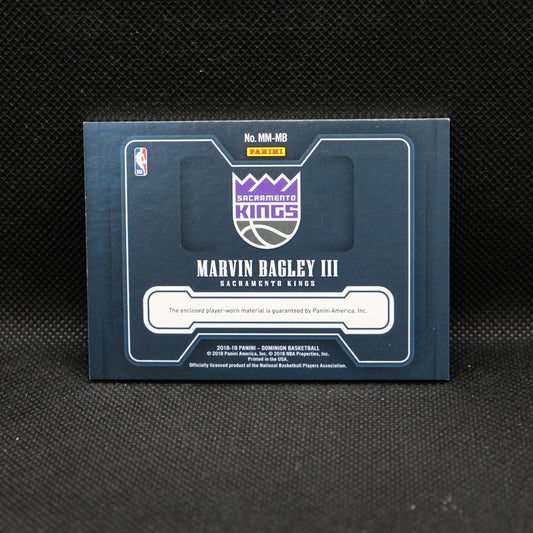 No. MM-MB
PANINI
SACRAMENTO
KINGS
MARVIN BAGLEY III
SACRAMENTO KINGS
The enclosed player-worn material is guaranteed by Panini America, Inc.
2018-19 PANINI – DOMINION BASKETBALL
© 2018 Panini America, Inc. © 2018 NBA Properties, Inc.
Printed in the USA.
Officially licensed product of the National Basketball Players Association.